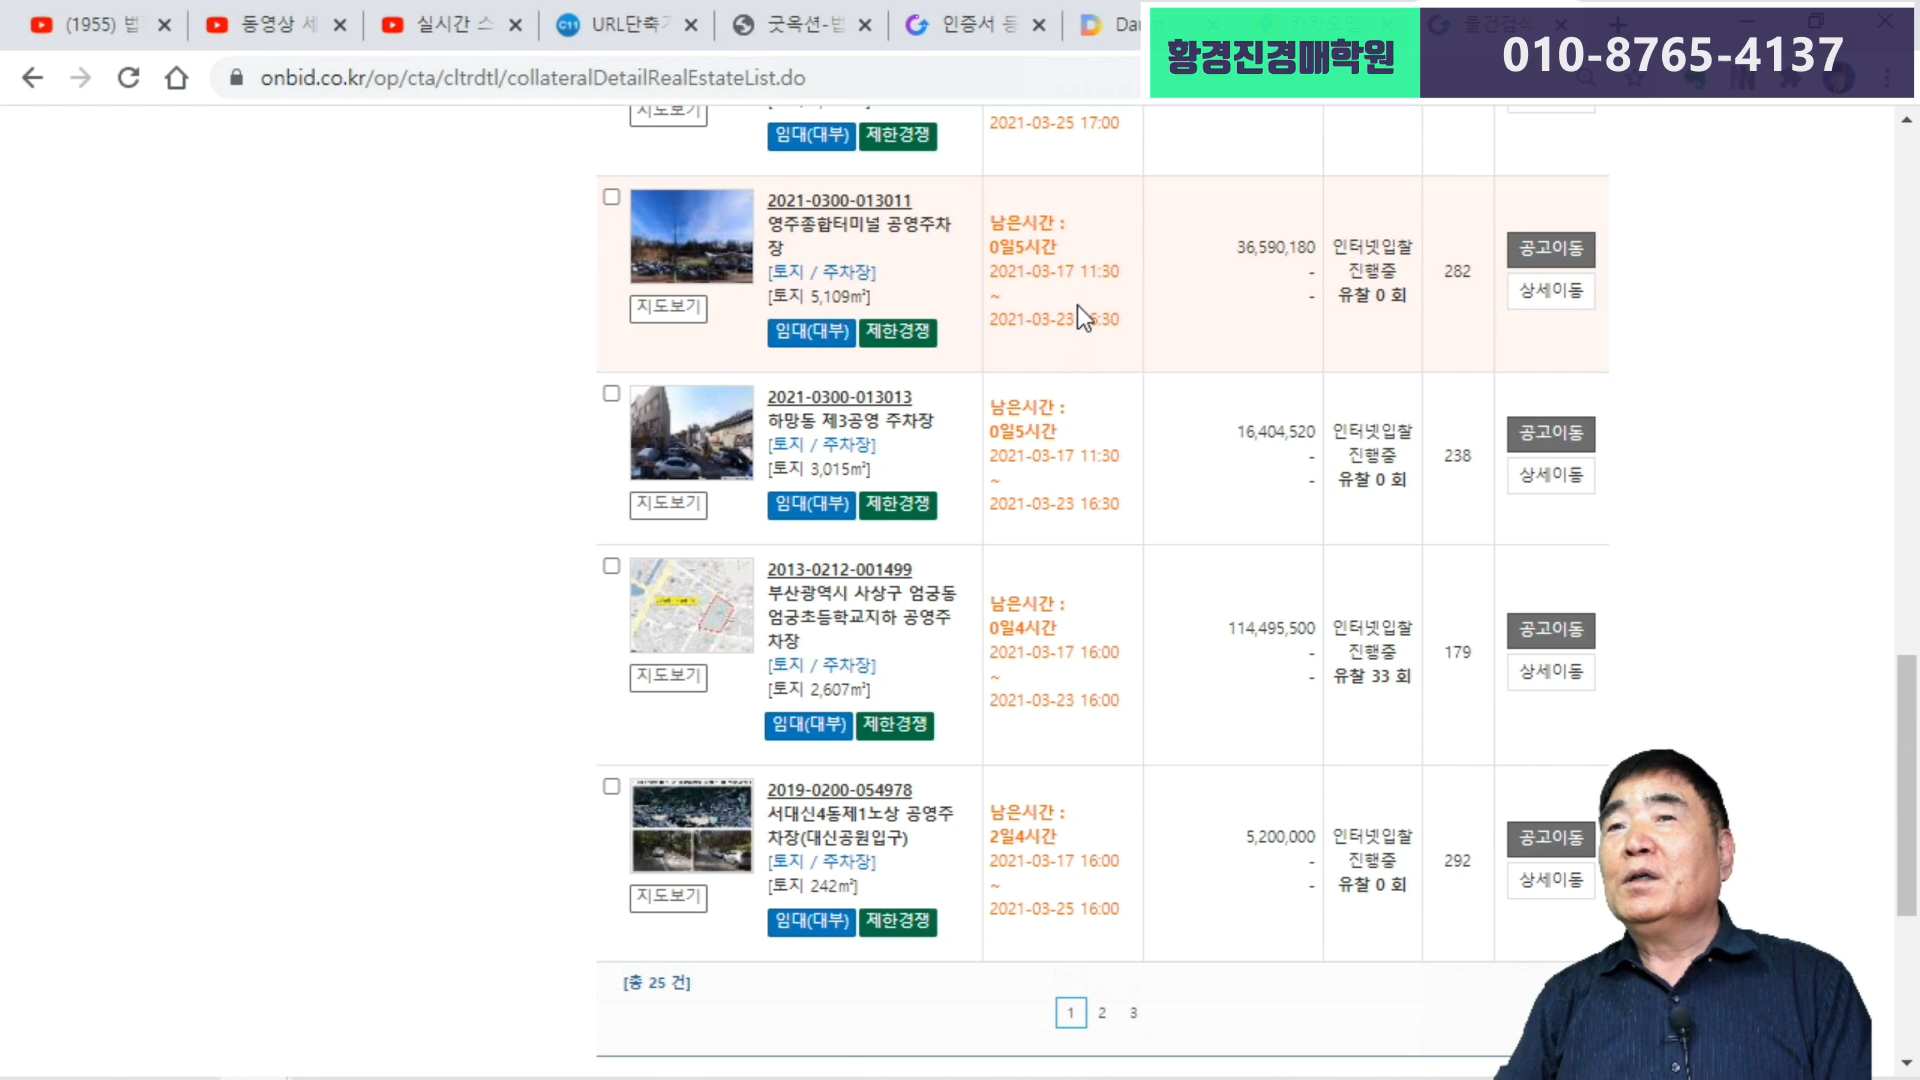 (1955) 법
동영상 세
실시간 스
URL단축
굿옥션-법
인증서 등
Dau
물건검색
황경진경매학원
010-8765-4137
onbid.co.kr/op/cta/cltrdtl/collateralDetailRealEstateList.do
지도보기
임대(대부) 제한경쟁
2021-03-25 17:00
2021-0300-013011
영주종합터미널 공영주차
장
[토지 / 주차장]
[토지 5,109㎡]
지도보기
임대(대부) 제한경쟁
남은시간 :
0일5시간
2021-03-17 11:30
~
2021-03-23 16:30
36,590,180
-
-
인터넷입찰
진행중
유찰 0 회
282
공고이동
상세이동
2021-0300-013013
하망동 제3공영 주차장
[토지 / 주차장]
[토지 3,015㎡]
지도보기
임대(대부) 제한경쟁
남은시간 :
0일5시간
2021-03-17 11:30
~
2021-03-23 16:30
16,404,520
-
-
인터넷입찰
진행중
유찰 0 회
238
공고이동
상세이동
2013-0212-001499
부산광역시 사상구 엄궁동
엄궁초등학교지하 공영주
차장
[토지 / 주차장]
[토지 2,607㎡]
지도보기
임대(대부) 제한경쟁
남은시간 :
0일4시간
2021-03-17 16:00
~
2021-03-23 16:00
114,495,500
-
-
인터넷입찰
진행중
유찰 33 회
179
공고이동
상세이동
2019-0200-054978
서대신4동제1노상 공영주
차장(대신공원입구)
[토지 / 주차장]
[토지 242㎡]
지도보기
임대(대부) 제한경쟁
남은시간 :
2일4시간
2021-03-17 16:00
~
2021-03-25 16:00
5,200,000
-
-
인터넷입찰
진행중
유찰 0 회
292
공고이동
상세이동
[총 25 건]
1 2 3